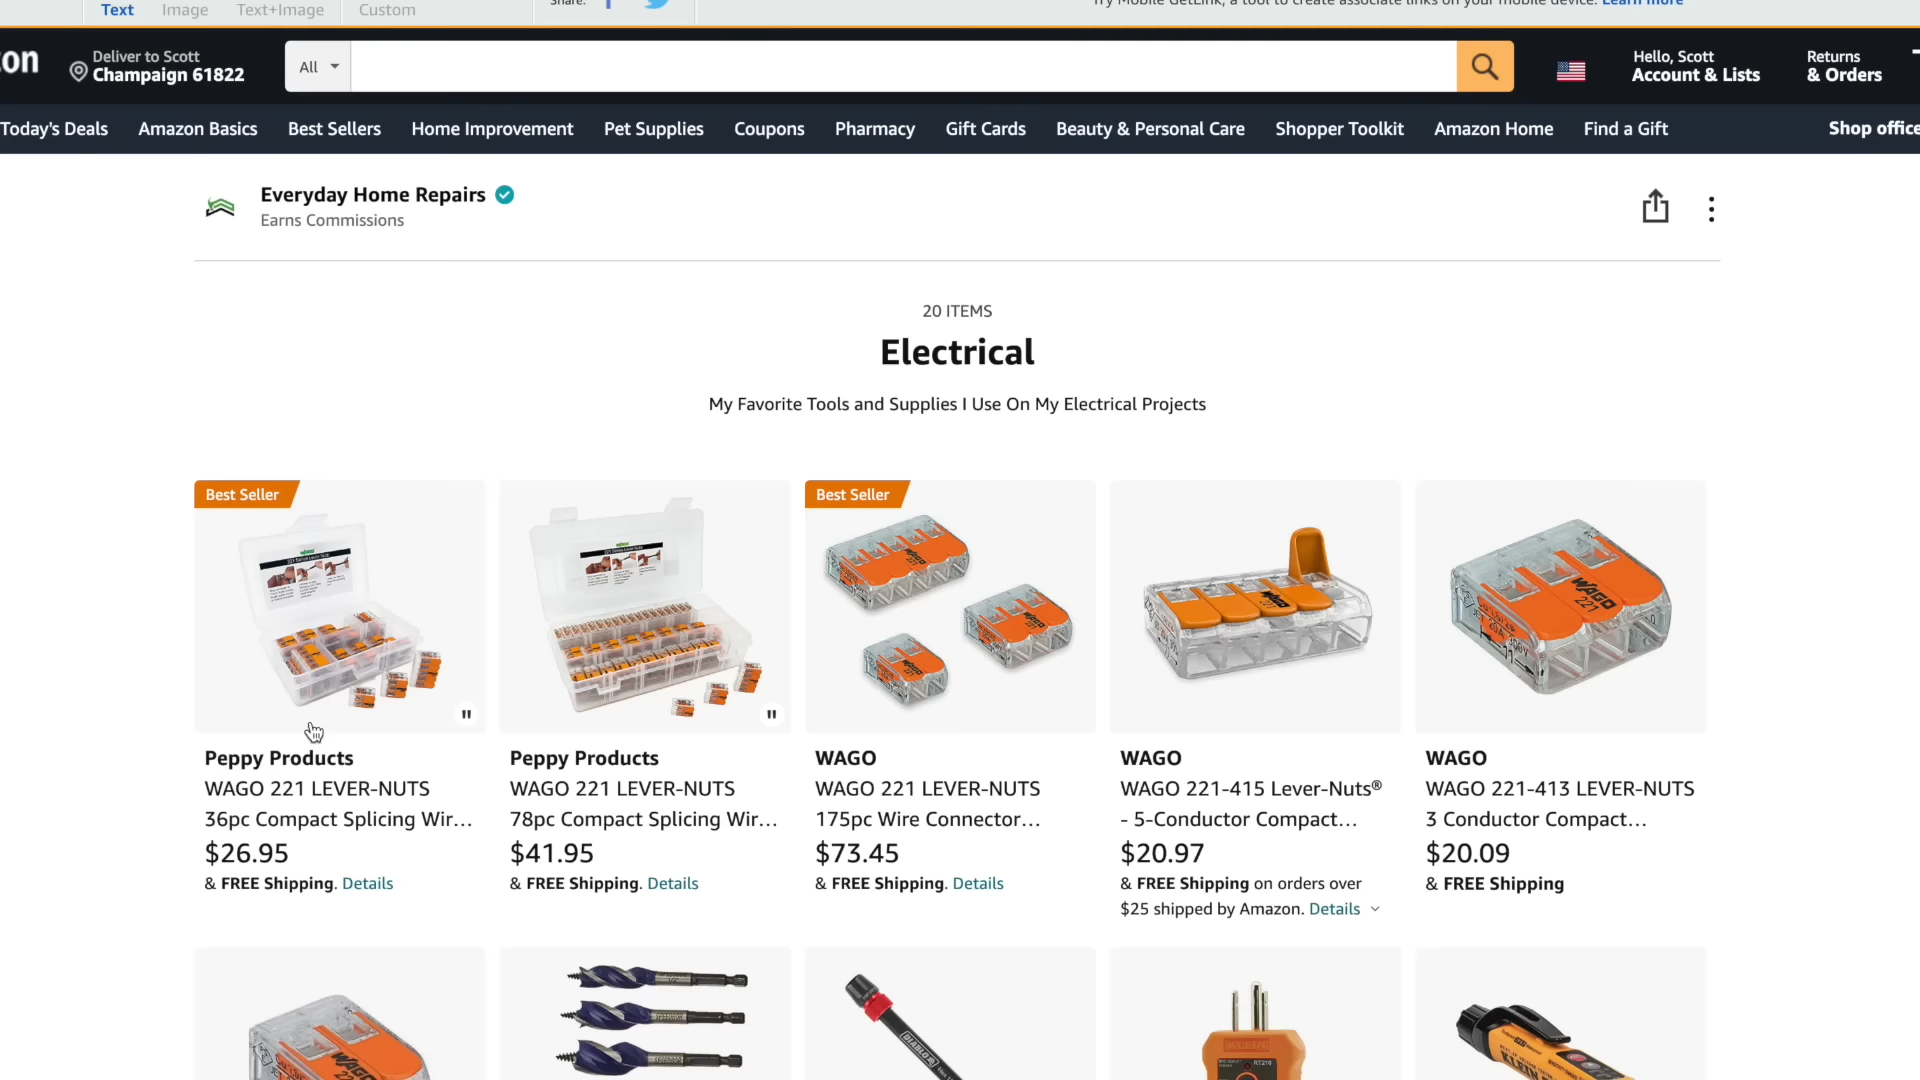 Text Image Text+Image Custom Share:
Try Mobile GetLink, a tool to create associate links on your mobile device. Learn more
on
Deliver to Scott
Champaign 61822
All
Hello, Scott
Account & Lists
Returns
& Orders
Today's Deals Amazon Basics Best Sellers Home Improvement Pet Supplies Coupons Pharmacy Gift Cards Beauty & Personal Care Shopper Toolkit Amazon Home Find a Gift Shop office
Everyday Home Repairs
Earns Commissions
20 ITEMS
Electrical
My Favorite Tools and Supplies I Use On My Electrical Projects
Best Seller
Peppy Products
WAGO 221 LEVER-NUTS
36pc Compact Splicing Wir...
$26.95
& FREE Shipping. Details
Peppy Products
WAGO 221 LEVER-NUTS
78pc Compact Splicing Wir...
$41.95
& FREE Shipping. Details
Best Seller
WAGO
WAGO 221 LEVER-NUTS
175pc Wire Connector...
$73.45
& FREE Shipping. Details
WAGO
WAGO 221-415 Lever-Nuts®
- 5-Conductor Compact...
$20.97
& FREE Shipping on orders over
$25 shipped by Amazon. Details
WAGO
221
WAGO
WAGO 221-413 LEVER-NUTS
3 Conductor Compact...
$20.09
& FREE Shipping
WAGO
DIABLO
KLEIN
RT210
KLEIN